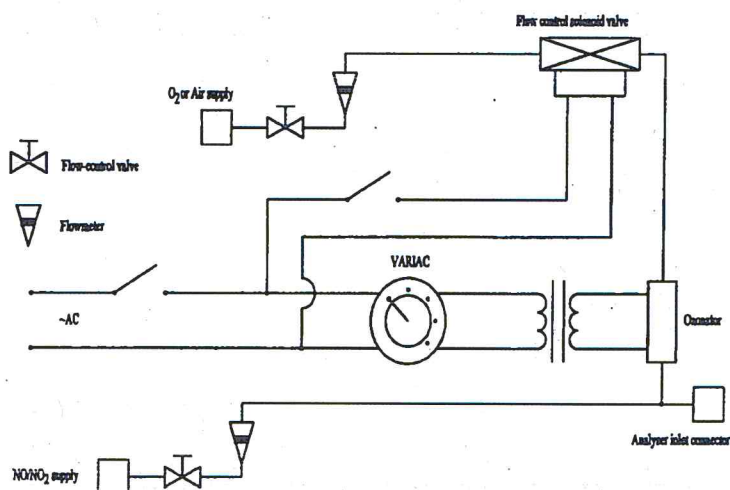 Flow control solenoid valve
O2 or Air supply
Flow-control valve
Flowmeter
VARIAC
~AC
Ozonator
Analyser inlet connector
NO/NO2 supply